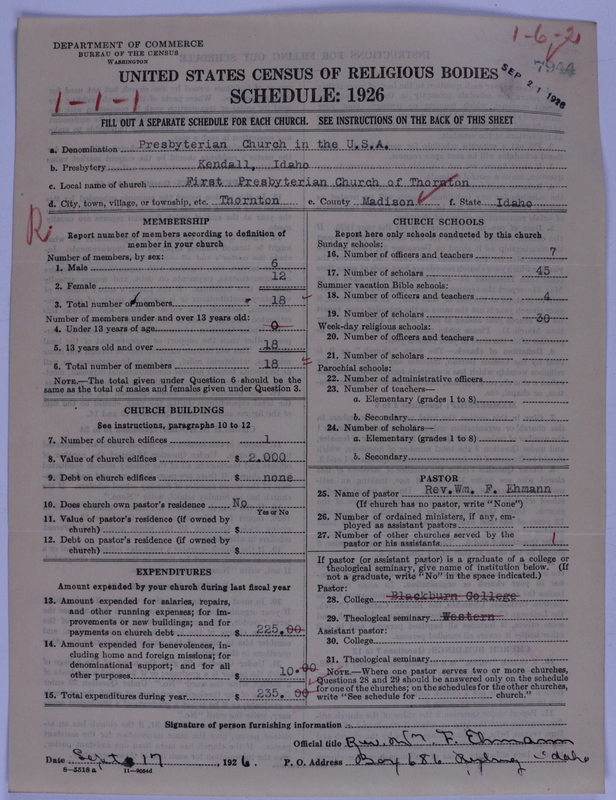 DEPARTMENT OF COMMERCE
BUREAU OF THE CENSUS
WASHINGTON
1-6-2
7944
SEP 21 1926
UNITED STATES CENSUS OF RELIGIOUS BODIES
1-1-1
SCHEDULE: 1926
FILL OUT A SEPARATE SCHEDULE FOR EACH CHURCH. SEE INSTRUCTIONS ON THE BACK OF THIS SHEET
a. Denomination Presbyterian Church in the U.S.A.
b. Presbytery Kendall, Idaho
c. Local name of church First Presbyterian Church of Thornton
d. City, town, village, or township, etc. Thornton e. County Madison f. State Idaho
R.
MEMBERSHIP
Report number of members according to definition of
member in your church
Number of members, by sex:
1. Male 6
2. Female 12
3. Total number of members 18
Number of members under and over 13 years old:
4. Under 13 years of age 0
5. 13 years old and over 18
6. Total number of members 18
NOTE.—The total given under Question 6 should be the
same as the total of males and females given under Question 3.
CHURCH BUILDINGS
See instructions, paragraphs 10 to 12
7. Number of church edifices 1
8. Value of church edifices $ 2.000
9. Debt on church edifices $ none
10. Does church own pastor's residence No
Yes or No
11. Value of pastor's residence (if owned by
church) $
12. Debt on pastor's residence (if owned by
church) $
EXPENDITURES
Amount expended by your church during last fiscal year
13. Amount expended for salaries, repairs,
and other running expenses; for im-
provements or new buildings; and for
payments on church debt $ 225.00
14. Amount expended for benevolences, in-
cluding home and foreign missions; for
denominational support; and for all
other purposes $ 10.00
15. Total expenditures during year $ 235. 00
CHURCH SCHOOLS
Report here only schools conducted by this church
Sunday schools:
16. Number of officers and teachers 7
17. Number of scholars 45
Summer vacation Bible schools:
18. Number of officers and teachers 4
19. Number of scholars 30
Week-day religious schools:
20. Number of officers and teachers
21. Number of scholars
Parochial schools:
22. Number of administrative officers
23. Number of teachers—
a. Elementary (grades 1 to 8)
b. Secondary
24. Number of scholars—
a. Elementary (grades 1 to 8)
b. Secondary
PASTOR
25. Name of pastor Rev.Wm. F. Ehmann
(If church has no pastor, write "None")
26. Number of ordained ministers, if any, em-
ployed as assistant pastors
27. Number of other churches served by the
pastor or his assistants 1
If pastor (or assistant pastor) is a graduate of a college or
theological seminary, give name of institution below. (If
not a graduate, write "No" in the space indicated.)
Pastor:
28. College Blackburn College
29. Theological seminary Western
Assistant pastor:
30. College
31. Theological seminary
NOTE.—Where one pastor serves two or more churches,
Questions 28 and 29 should be answered only on the schedule
for one of the churches; on the schedules for the other churches,
write "See schedule for church."
Signature of person furnishing information
Official title Rev. Wm F. Ehmann
Date Sept 17, 1926. P. O. Address Box 686 Idaho
8-5518a 11-9054d